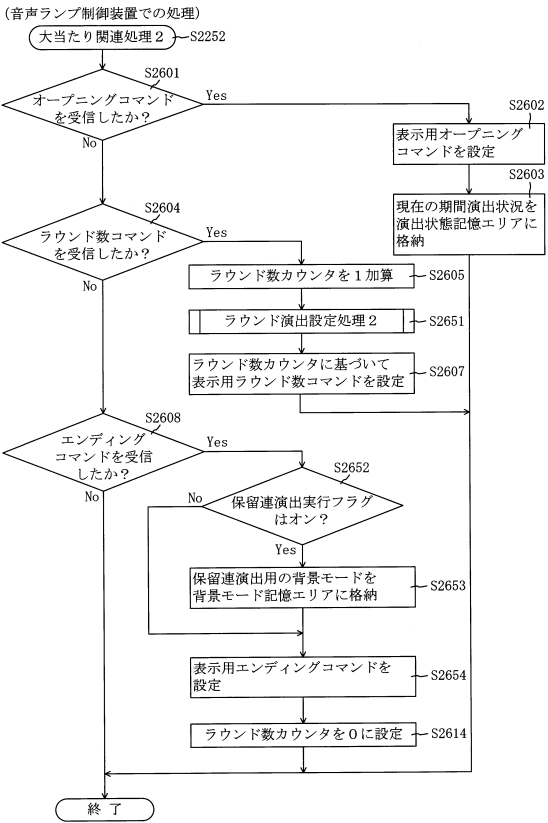 (音声ランプ制御装置での処理)
大当たり関連処理2
S2252
S2601
オープニングコマンド
を受信したか?
Yes
No
S2602
表示用オープニング
コマンドを設定
S2603
現在の期間演出状況を
演出状態記憶エリアに
格納
S2604
ラウンド数コマンド
を受信したか?
Yes
No
ラウンド数カウンタを1加算
S2605
ラウンド演出設定処理2
S2651
ラウンド数カウンタに基づいて
表示用ラウンド数コマンドを設定
S2607
S2608
エンディング
コマンドを受信
したか?
Yes
No
S2652
保留連演出実行フラグ
はオン?
No
Yes
保留連演出用の背景モードを
背景モード記憶エリアに格納
S2653
表示用エンディングコマンドを
設定
S2654
ラウンド数カウンタを0に設定
S2614
終了